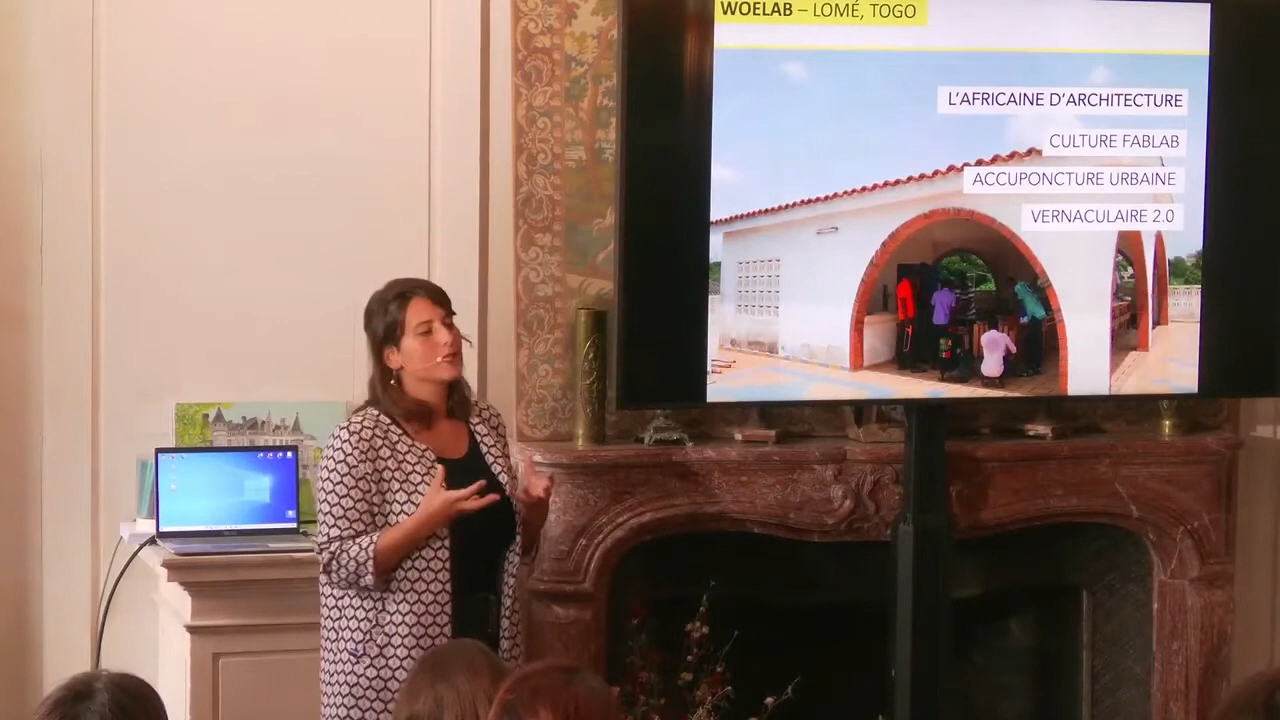 WOELAB – LOMÉ, TOGO
L'AFRICAINE D'ARCHITECTURE
CULTURE FABLAB
ACCUPONCTURE URBAINE
VERNACULAIRE 2.0